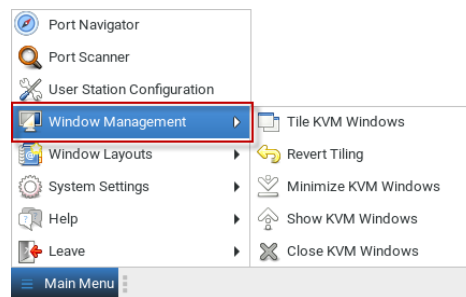 Port Navigator
Port Scanner
User Station Configuration
Window Management
Window Layouts
System Settings
Help
Leave
Main Menu
Tile KVM Windows
Revert Tiling
Minimize KVM Windows
Show KVM Windows
Close KVM Windows